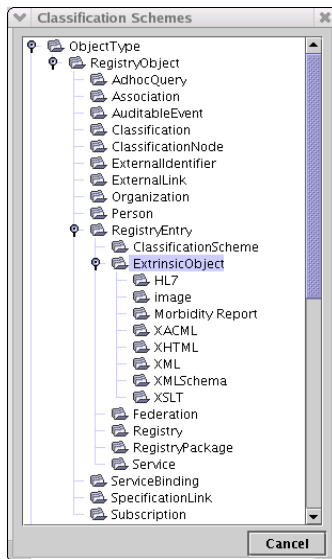 Classification Schemes
ObjectType
RegistryObject
AdhocQuery
Association
AuditableEvent
Classification
ClassificationNode
ExternalIdentifier
ExternalLink
Organization
Person
RegistryEntry
ClassificationScheme
ExtrinsicObject
HL7
image
Morbidity Report
XACML
XHTML
XML
XMLSchema
XSLT
Federation
Registry
RegistryPackage
Service
ServiceBinding
SpecificationLink
Subscription
Cancel